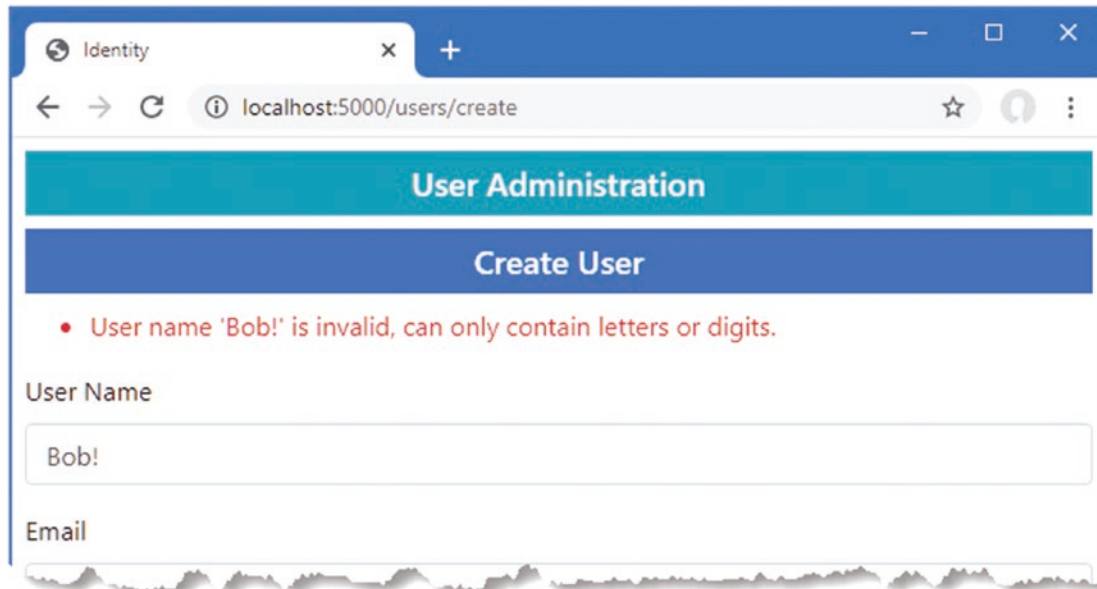 Identity
localhost:5000/users/create
User Administration
Create User
• User name 'Bob!' is invalid, can only contain letters or digits.
User Name
Bob!
Email